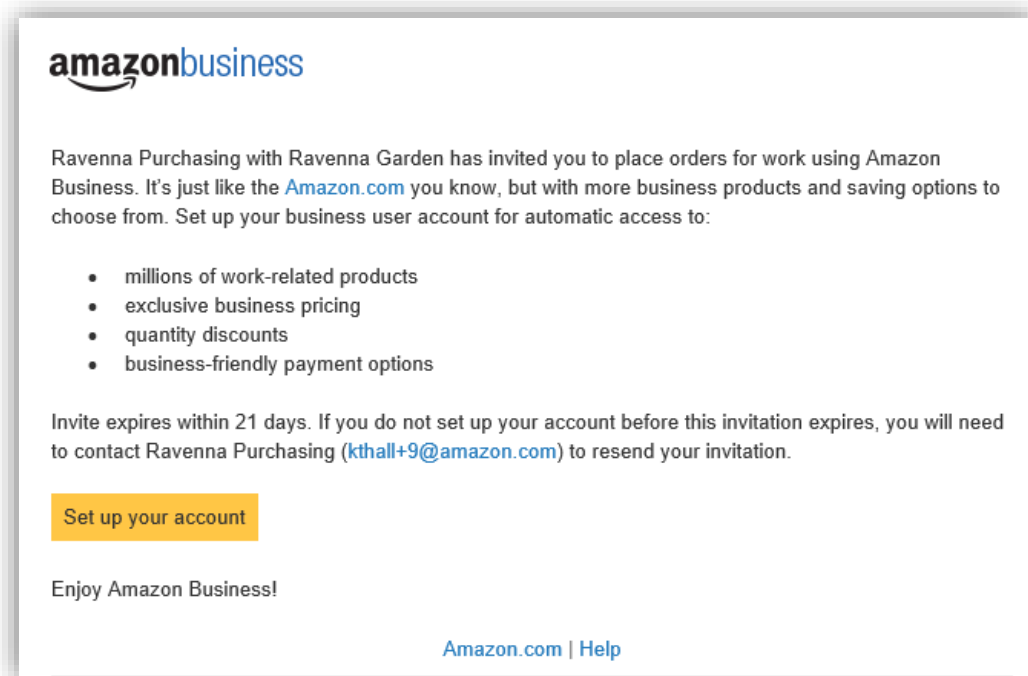 amazonbusiness
Ravenna Purchasing with Ravenna Garden has invited you to place orders for work using Amazon
Business. It's just like the Amazon.com you know, but with more business products and saving options to
choose from. Set up your business user account for automatic access to:
• millions of work-related products
• exclusive business pricing
• quantity discounts
• business-friendly payment options
Invite expires within 21 days. If you do not set up your account before this invitation expires, you will need
to contact Ravenna Purchasing (kthall+9@amazon.com) to resend your invitation.
Set up your account
Enjoy Amazon Business!
Amazon.com | Help